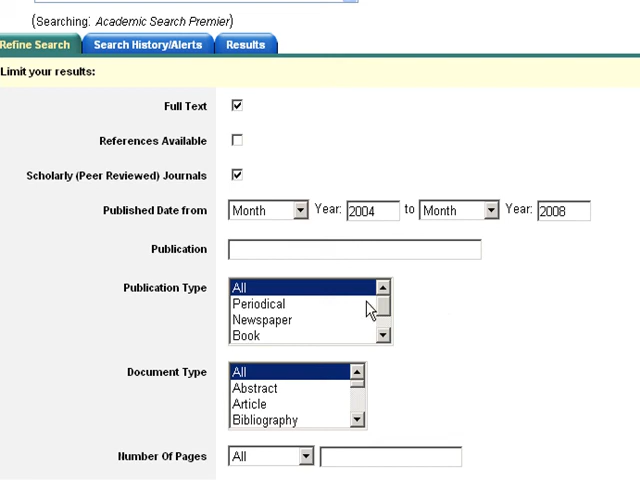 (Searching: Academic Search Premier)
Refine Search Search History/Alerts Results
Limit your results:
Full Text
References Available
Scholarly (Peer Reviewed) Journals
Published Date from Month Year: 2004 to Month Year: 2008
Publication
Publication Type All
Periodical
Newspaper
Book
Document Type All
Abstract
Article
Bibliography
Number Of Pages All